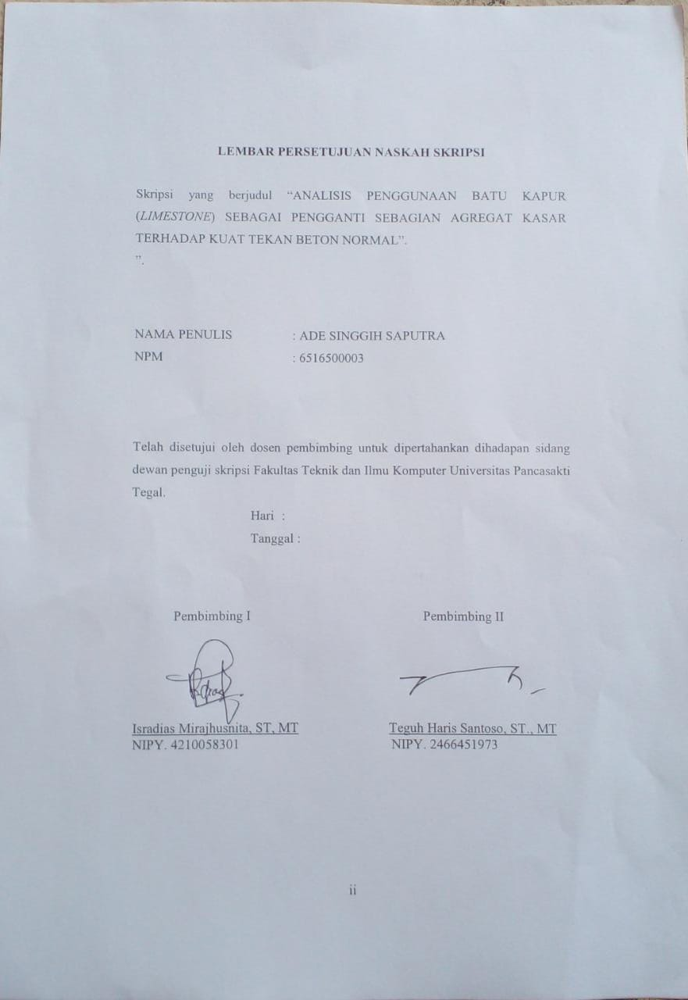 LEMBAR PERSETUJUAN NASKAH SKRIPSI
Skripsi yang berjudul “ANALISIS PENGGUNAAN BATU KAPUR
(LIMESTONE) SEBAGAI PENGGANTI SEBAGIAN AGREGAT KASAR
TERHADAP KUAT TEKAN BETON NORMAL”.
”.
NAMA PENULIS : ADE SINGGIH SAPUTRA
NPM : 6516500003
Telah disetujui oleh dosen pembimbing untuk dipertahankan dihadapan sidang
dewan penguji skripsi Fakultas Teknik dan Ilmu Komputer Universitas Pancasakti
Tegal.
Hari :
Tanggal :
Pembimbing I Pembimbing II
Isradias Mirajhusnita, ST, MT Teguh Haris Santoso, ST., MT
NIPY. 4210058301 NIPY. 2466451973
ii